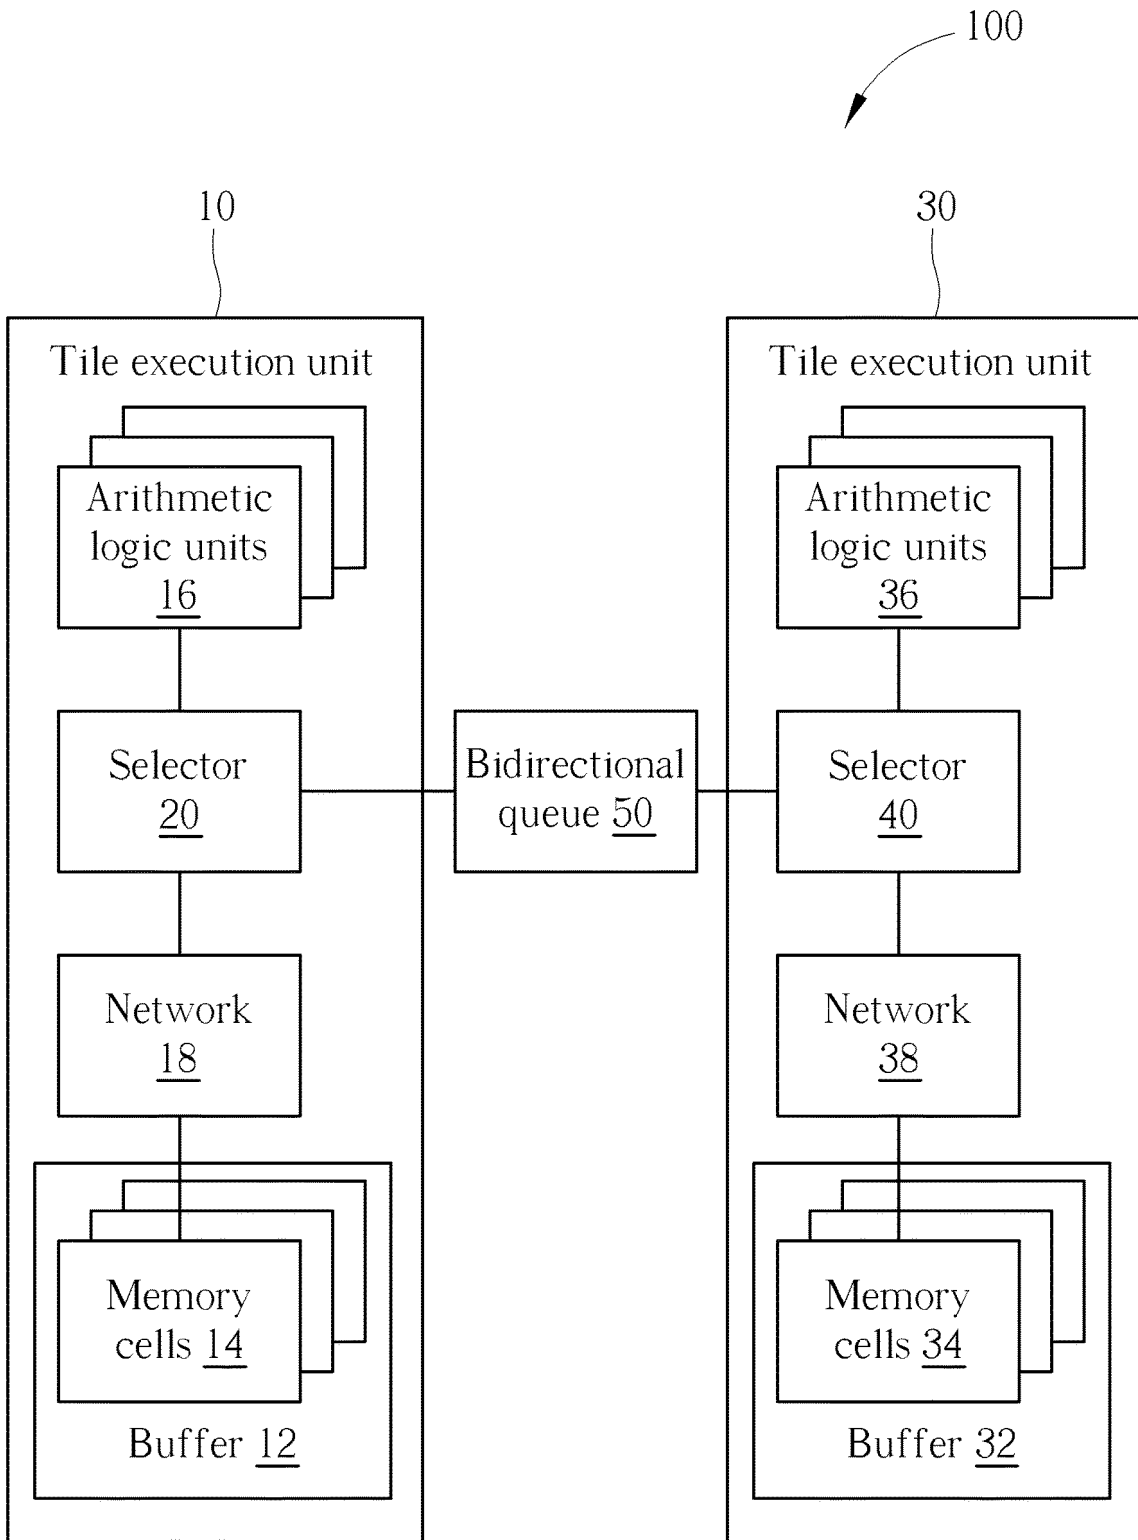 100
10
30
Tile execution unit
Arithmetic
logic units
16
Selector
20
Network
18
Memory
cells 14
Buffer 12
Bidirectional
queue 50
Tile execution unit
Arithmetic
logic units
36
Selector
40
Network
38
Memory
cells 34
Buffer 32